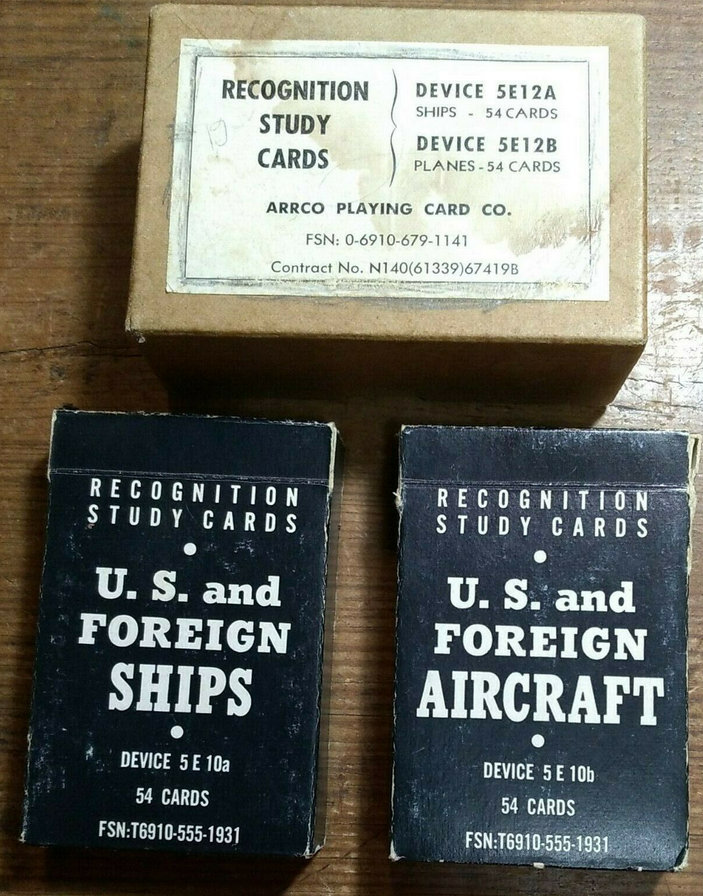 RECOGNITION
STUDY
CARDS
DEVICE 5E12A
SHIPS - 54 CARDS
DEVICE 5E12B
PLANES - 54 CARDS
ARRCO PLAYING CARD CO.
FSN: 0-6910-679-1141
Contract No. N140(61339)67419B
RECOGNITION
STUDY CARDS
U. S. and
FOREIGN
SHIPS
DEVICE 5 E 10a
54 CARDS
FSN:T6910-555-1931
RECOGNITION
STUDY CARDS
U. S. and
FOREIGN
AIRCRAFT
DEVICE 5 E 10b
54 CARDS
FSN:T6910-555-1931